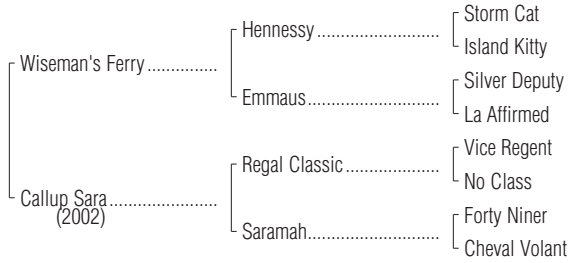 Storm Cat
Hennessy
Island Kitty
Wiseman's Ferry
Silver Deputy
Emmaus
La Affirmed
Vice Regent
Regal Classic
No Class
Callup Sara
(2002)
Forty Niner
Saramah
Cheval Volant